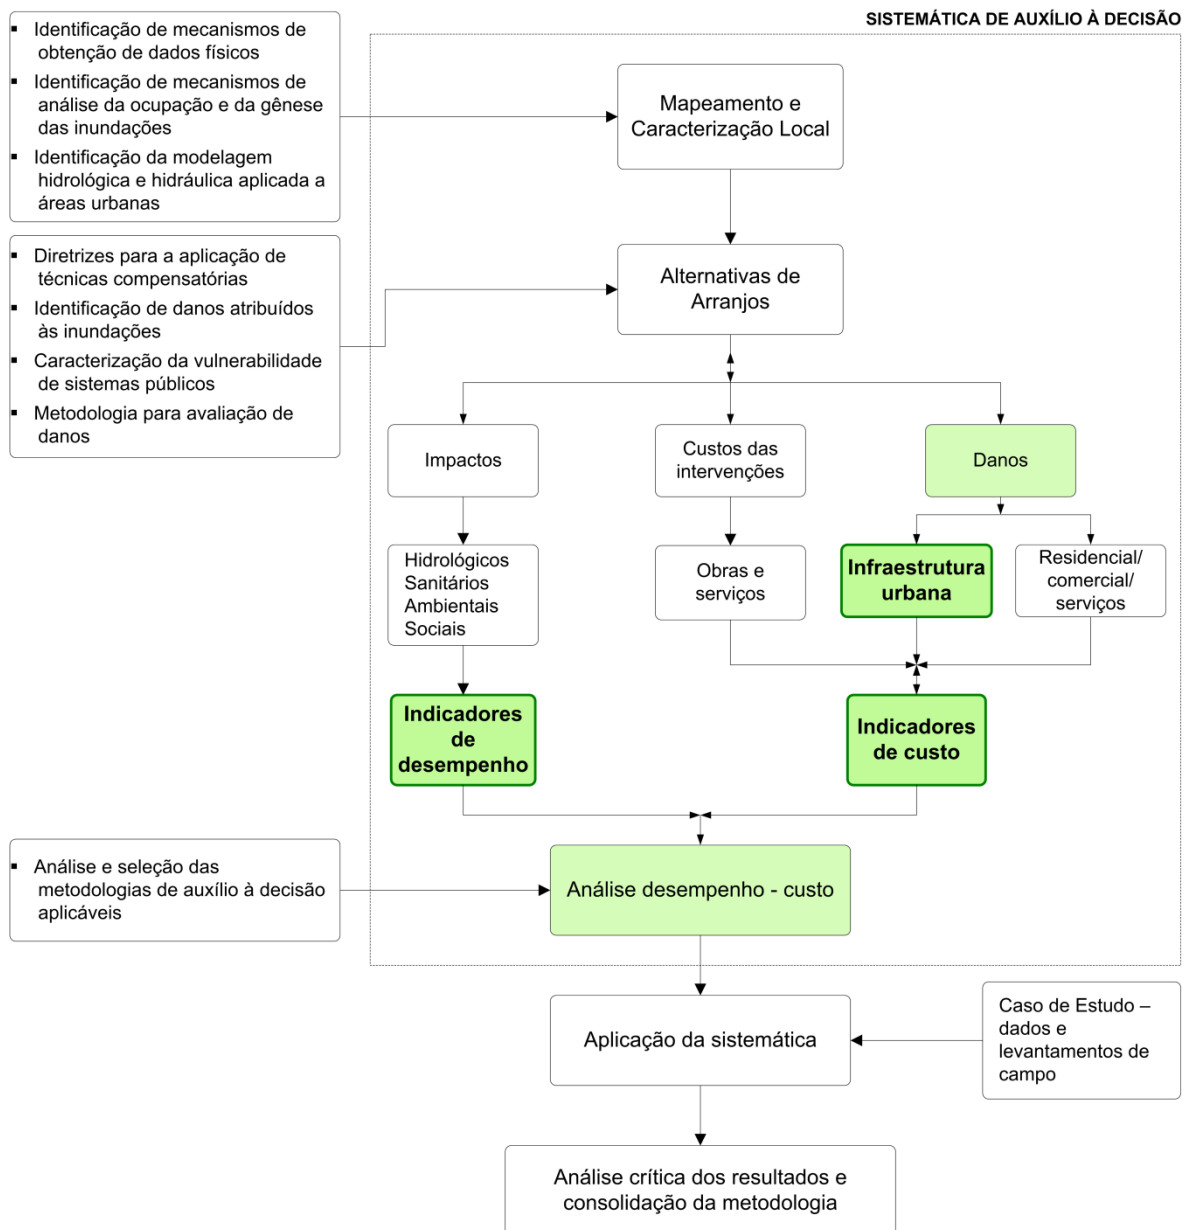 SISTEMÁTICA DE AUXÍLIO À DECISÃO
▪ Identificação de mecanismos de
obtenção de dados físicos
▪ Identificação de mecanismos de
análise da ocupação e da gênese
das inundações
▪ Identificação da modelagem
hidrológica e hidráulica aplicada a
áreas urbanas
Mapeamento e
Caracterização Local
▪ Diretrizes para a aplicação de
técnicas compensatórias
▪ Identificação de danos atribuídos
às inundações
▪ Caracterização da vulnerabilidade
de sistemas públicos
▪ Metodologia para avaliação de
danos
Alternativas de
Arranjos
Impactos
Custos das
intervenções
Danos
Hidrológicos
Sanitários
Ambientais
Sociais
Obras e
serviços
Infraestrutura
urbana
Residencial/
comercial/
serviços
Indicadores
de
desempenho
Indicadores
de custo
▪ Análise e seleção das
metodologias de auxílio à decisão
aplicáveis
Análise desempenho - custo
Aplicação da sistemática
Caso de Estudo –
dados e
levantamentos de
campo
Análise crítica dos resultados e
consolidação da metodologia